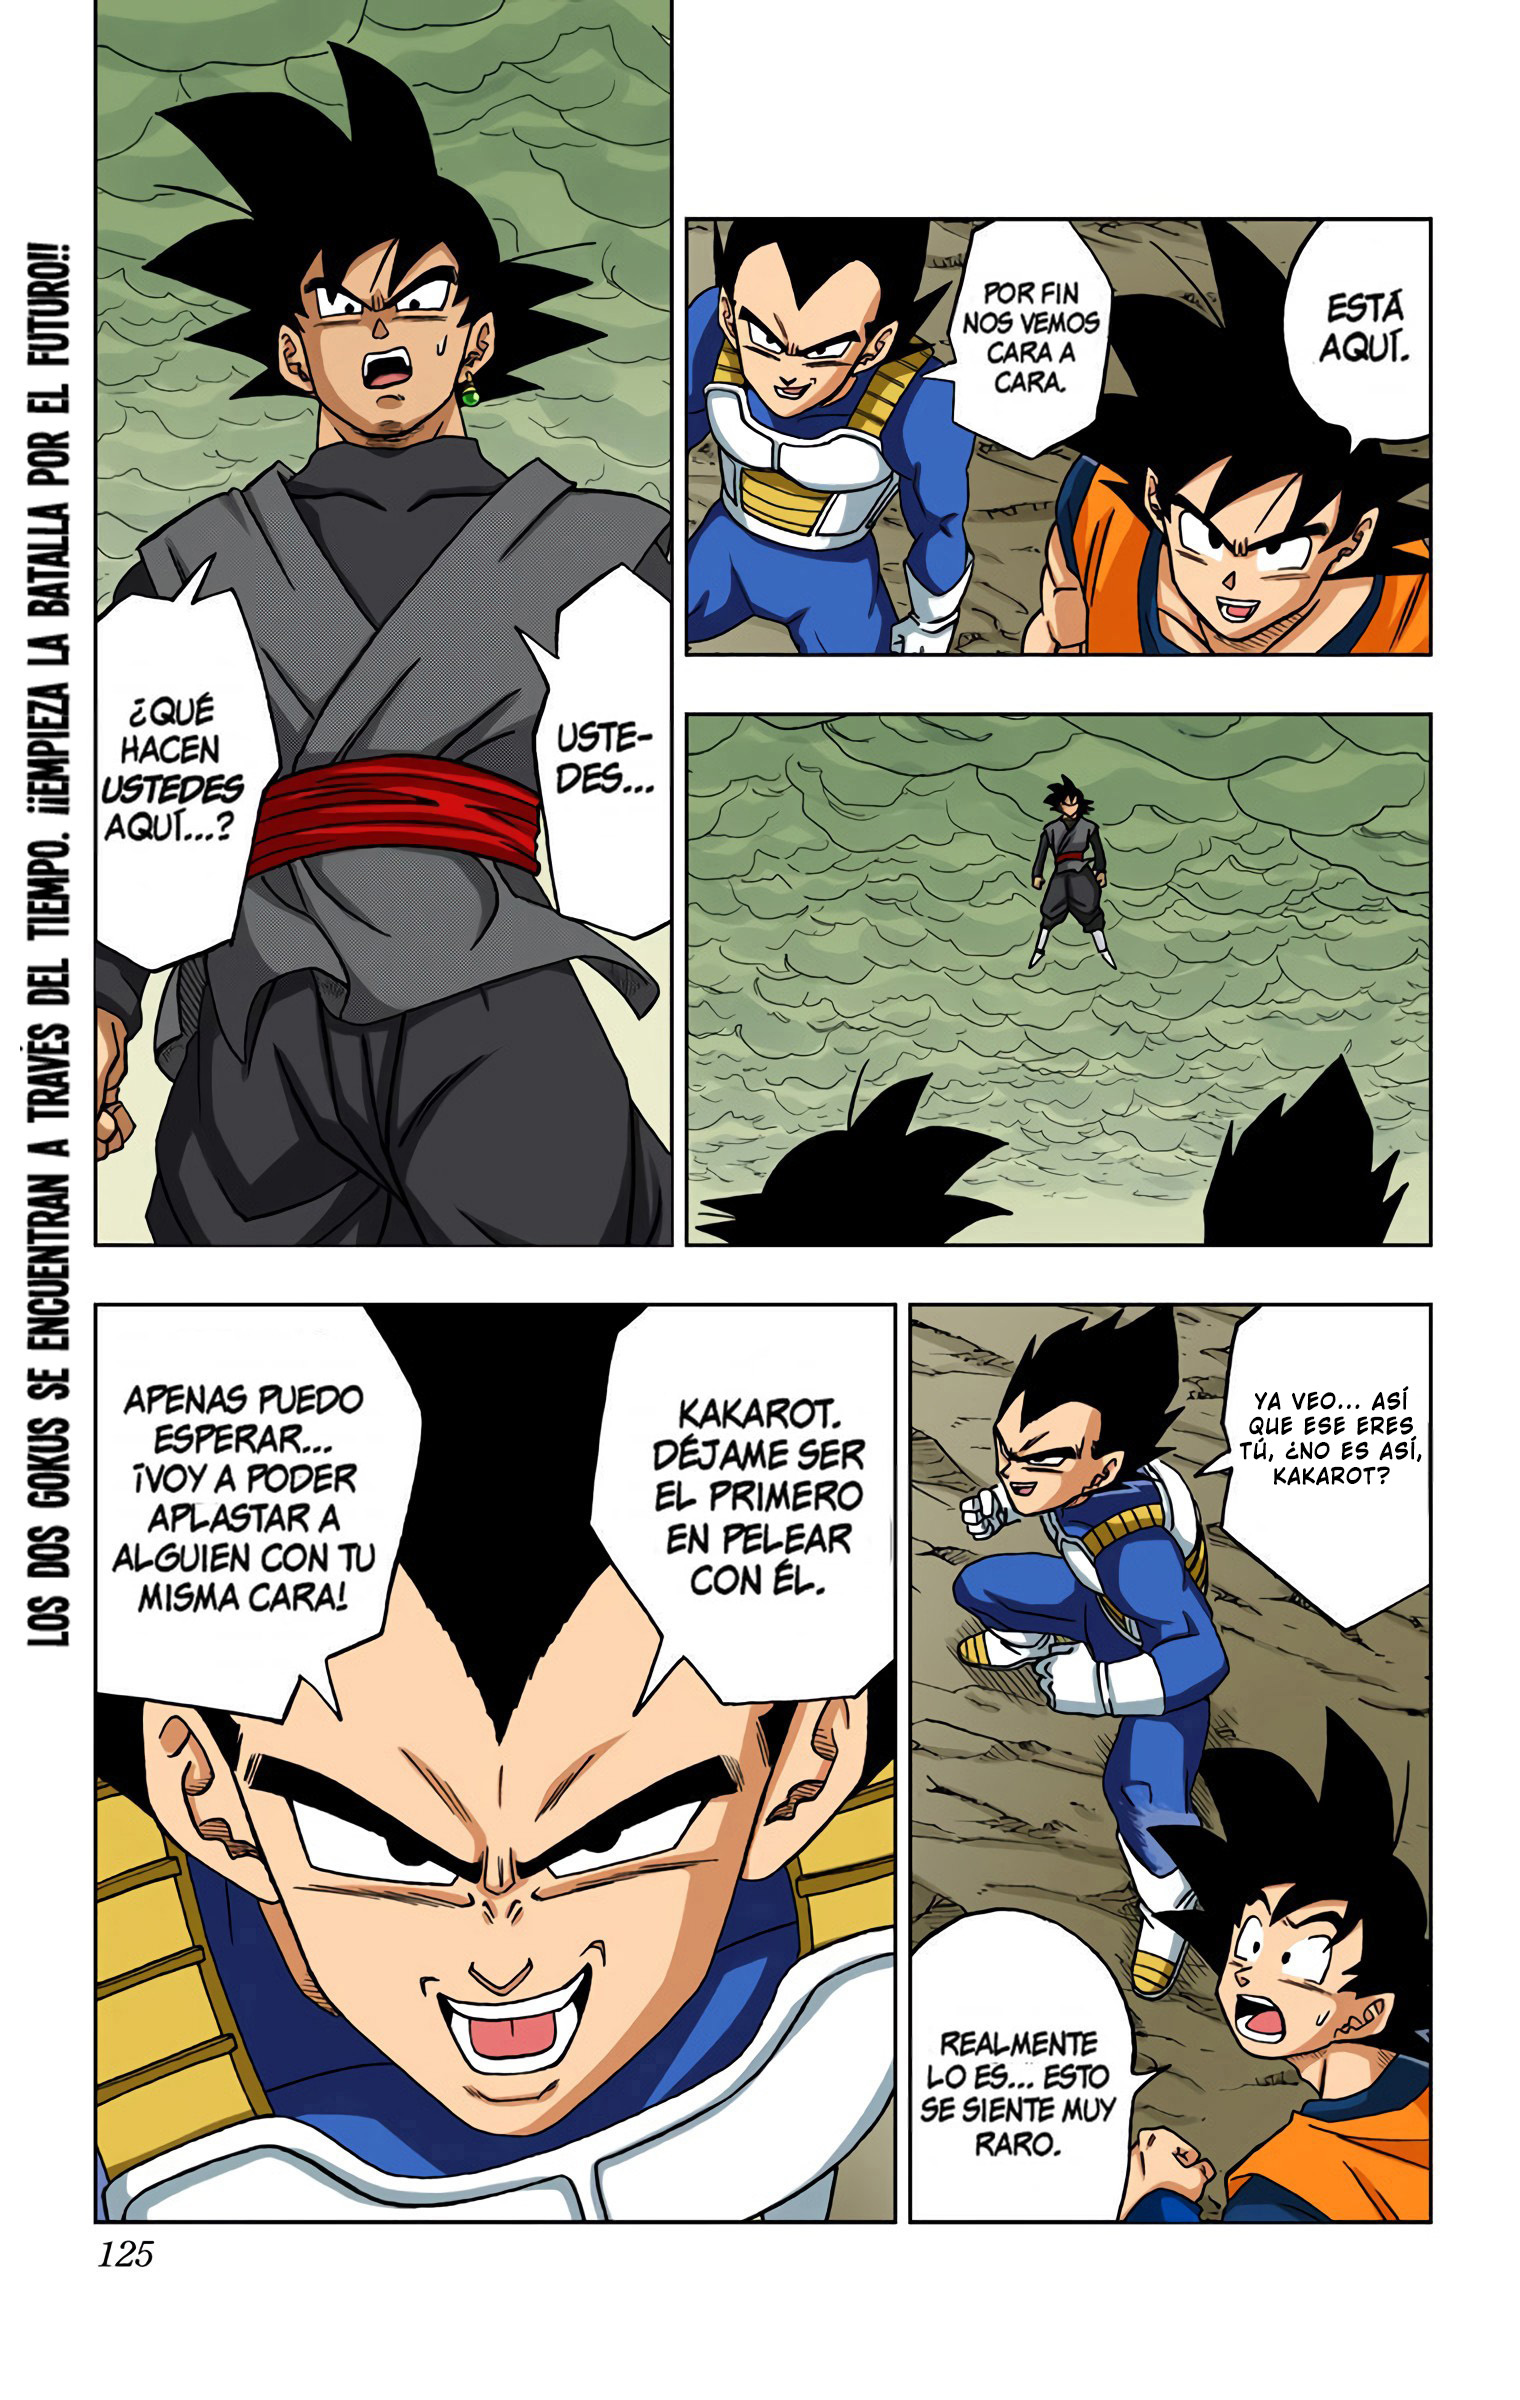 ESTÁ
AQUÍ.
POR FIN
NOS VEMOS
CARA A
CARA.
USTE-
DES...
¿QUÉ
HACEN
USTEDES
AQUÍ...?
LOS DOS GOKUS SE ENCUENTRAN A TRAVÉS DEL TIEMPO. ¡¡EMPIEZA LA BATALLA POR EL FUTURO!!
YA VEO... ASÍ
QUE ESE ERES
TÚ, ¿NO ES ASÍ,
KAKAROT?
REALMENTE
LO ES... ESTO
SE SIENTE MUY
RARO.
KAKAROT.
DÉJAME SER
EL PRIMERO
EN PELEAR
CON ÉL.
APENAS PUEDO
ESPERAR...
¡VOY A PODER
APLASTAR A
ALGUIEN CON TU
MISMA CARA!
125